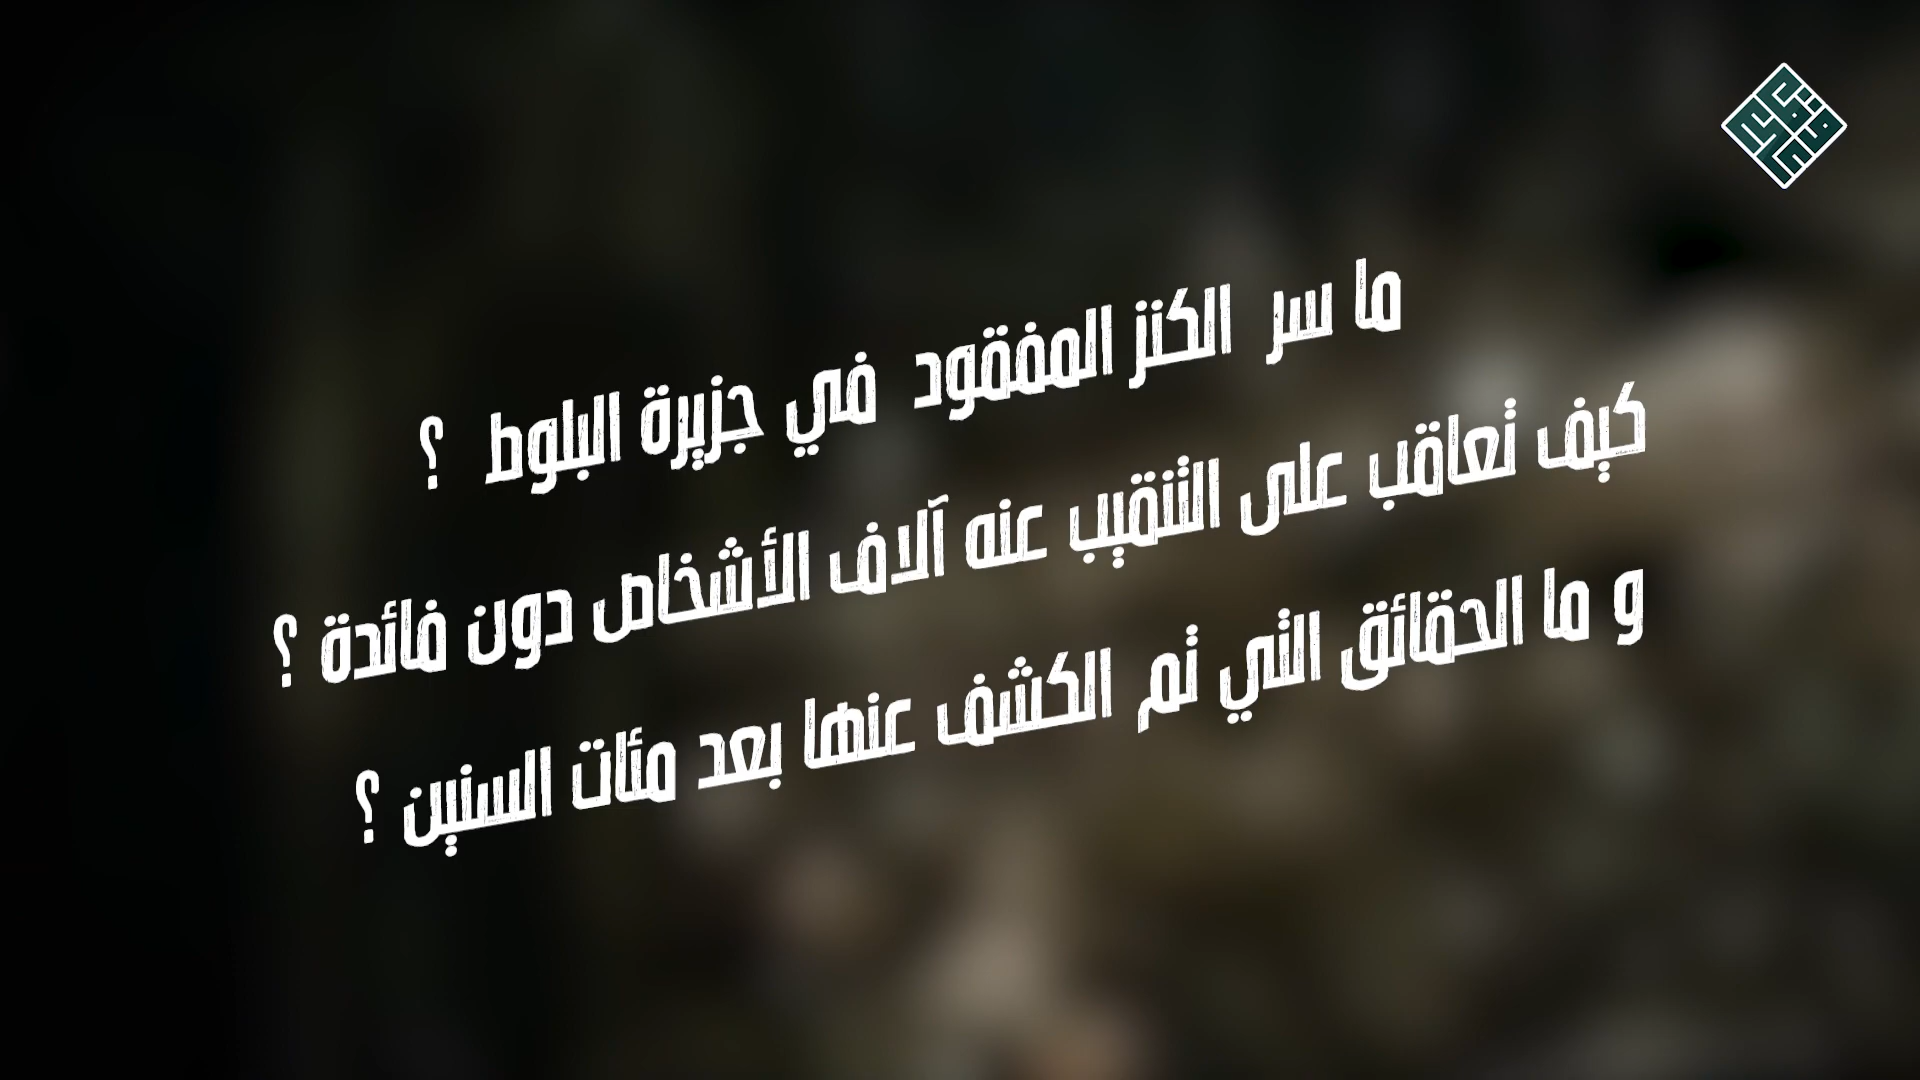 ما سر الكنز المفقود في جزيرة البلوط ؟
كيف تعاقب على التنقيب عنه آلاف الأشخاص دون فائدة ؟
و ما الحقائق التي تم الكشف عنها بعد مئات السنين ؟